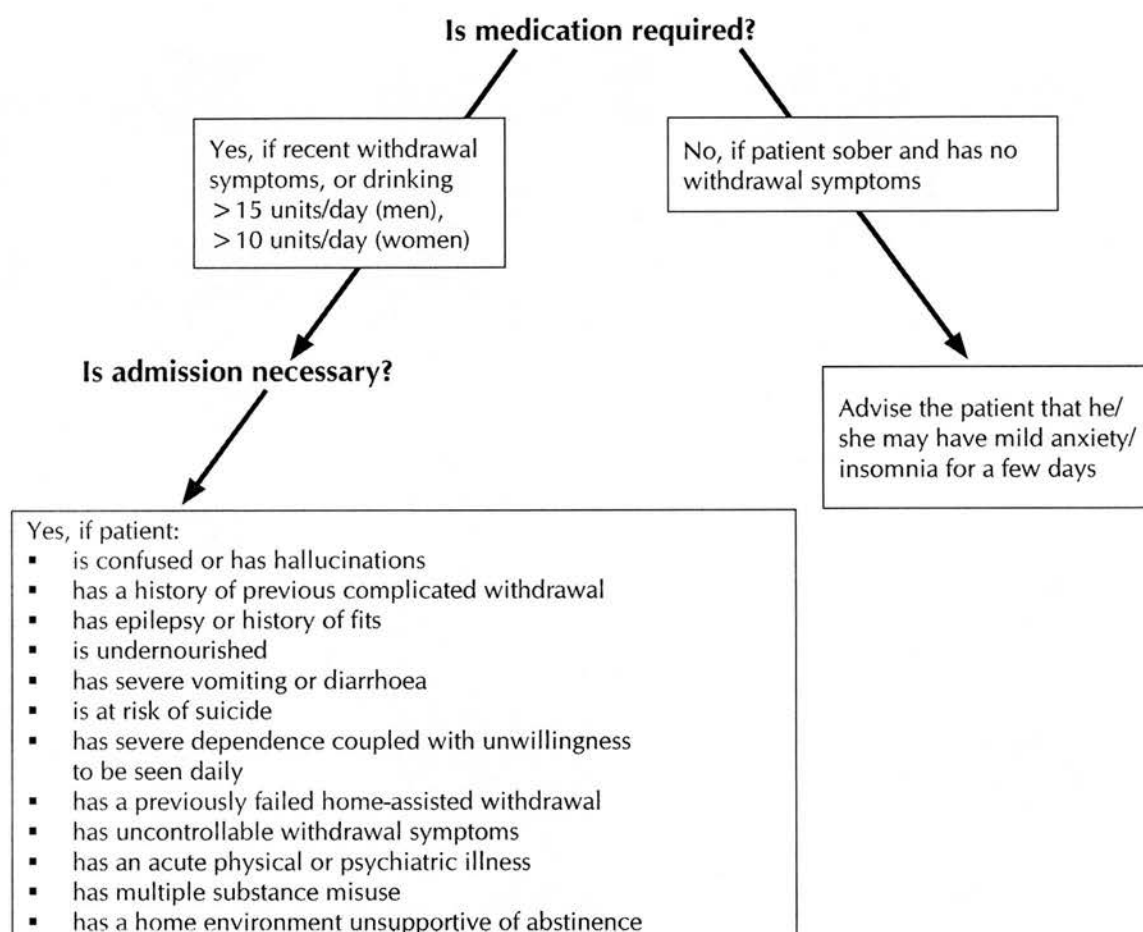 Is medication required?
Yes, if recent withdrawal
symptoms, or drinking
>15 units/day (men),
>10 units/day (women)
No, if patient sober and has no
withdrawal symptoms
Is admission necessary?
Advise the patient that he/
she may have mild anxiety/
insomnia for a few days
Yes, if patient:
▪ is confused or has hallucinations
▪ has a history of previous complicated withdrawal
▪ has epilepsy or history of fits
▪ is undernourished
▪ has severe vomiting or diarrhoea
▪ is at risk of suicide
▪ has severe dependence coupled with unwillingness
to be seen daily
▪ has a previously failed home-assisted withdrawal
▪ has uncontrollable withdrawal symptoms
▪ has an acute physical or psychiatric illness
▪ has multiple substance misuse
▪ has a home environment unsupportive of abstinence